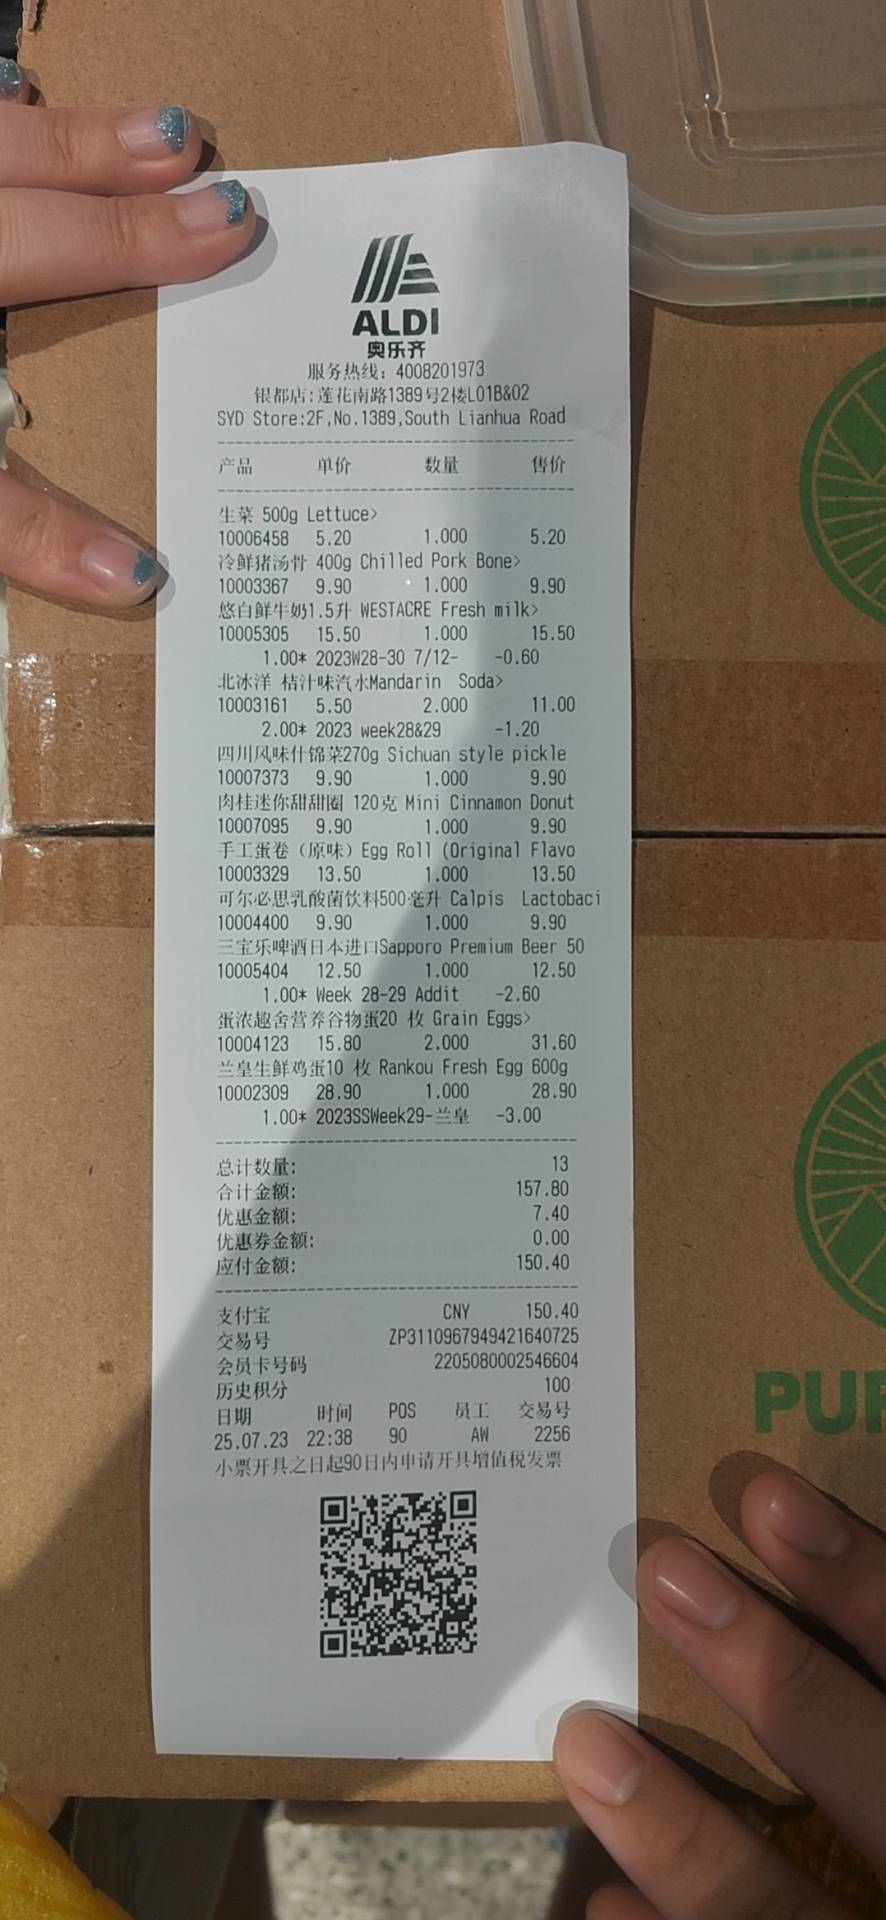 ALDI
奥乐齐
服务热线：4008201973
银都店:莲花南路1389号2楼L01B&02
SYD Store:2F,No.1389,South Lianhua Road
产品 单价 数量 售价
生菜 500g Lettuce>
10006458 5.20 1.000 5.20
冷鲜猪汤骨 400g Chilled Pork Bone>
10003367 9.90 1.000 9.90
悠白鲜牛奶1.5升 WESTACRE Fresh milk>
10005305 15.50 1.000 15.50
1.00* 2023W28-30 7/12- -0.60
北冰洋 桔汁味汽水Mandarin Soda>
10003161 5.50 2.000 11.00
2.00* 2023 week28&29 -1.20
四川风味什锦菜270g Sichuan style pickle
10007373 9.90 1.000 9.90
肉桂迷你甜甜圈 120克 Mini Cinnamon Donut
10007095 9.90 1.000 9.90
手工蛋卷（原味）Egg Roll (Original Flavo
10003329 13.50 1.000 13.50
可尔必思乳酸菌饮料500毫升 Calpis Lactobaci
10004400 9.90 1.000 9.90
三宝乐啤酒日本进口Sapporo Premium Beer 50
10005404 12.50 1.000 12.50
1.00* Week 28-29 Addit -2.60
蛋浓趣舍营养谷物蛋20 枚 Grain Eggs>
10004123 15.80 2.000 31.60
兰皇生鲜鸡蛋10 枚 Rankou Fresh Egg 600g
10002309 28.90 1.000 28.90
1.00* 2023SSWeek29-兰皇 -3.00
总计数量: 13
合计金额: 157.80
优惠金额: 7.40
优惠券金额: 0.00
应付金额: 150.40
支付宝 CNY 150.40
交易号 ZP3110967949421640725
会员卡号码 2205080002546604
历史积分 100
日期 时间 POS 员工 交易号
25.07.23 22:38 90 AW 2256
小票开具之日起90日内申请开具增值税发票